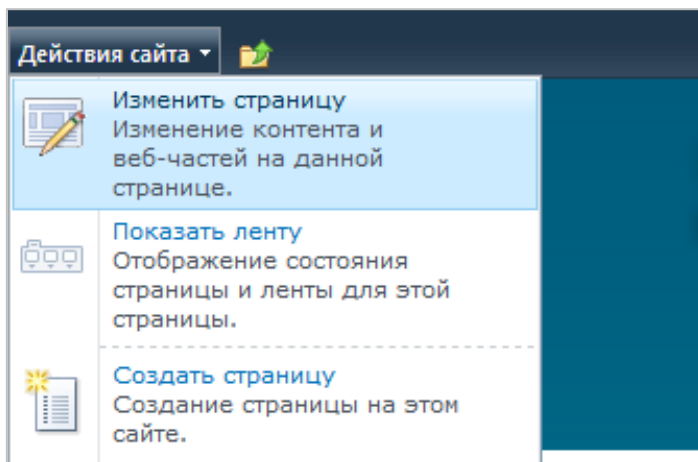 Действия сайта
Изменить страницу
Изменение контента и
веб-частей на данной
странице.
Показать ленту
Отображение состояния
страницы и ленты для этой
страницы.
Создать страницу
Создание страницы на этом
сайте.